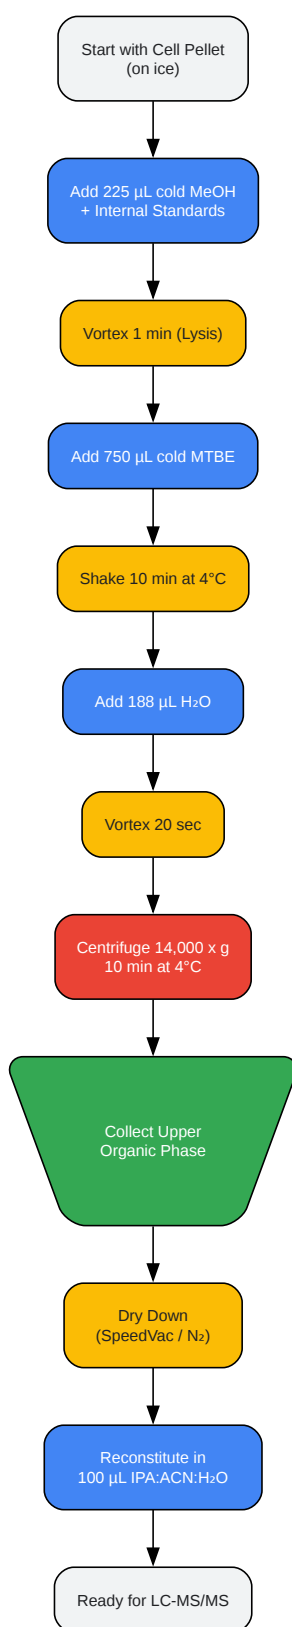 Start with Cell Pellet
(on ice)
Add 225 µL cold MeOH
+ Internal Standards
Vortex 1 min (Lysis)
Add 750 µL cold MTBE
Shake 10 min at 4°C
Add 188 µL H₂O
Vortex 20 sec
Centrifuge 14,000 x g
10 min at 4°C
Collect Upper
Organic Phase
Dry Down
(SpeedVac / N₂)
Reconstitute in
100 µL IPA:ACN:H₂O
Ready for LC-MS/MS